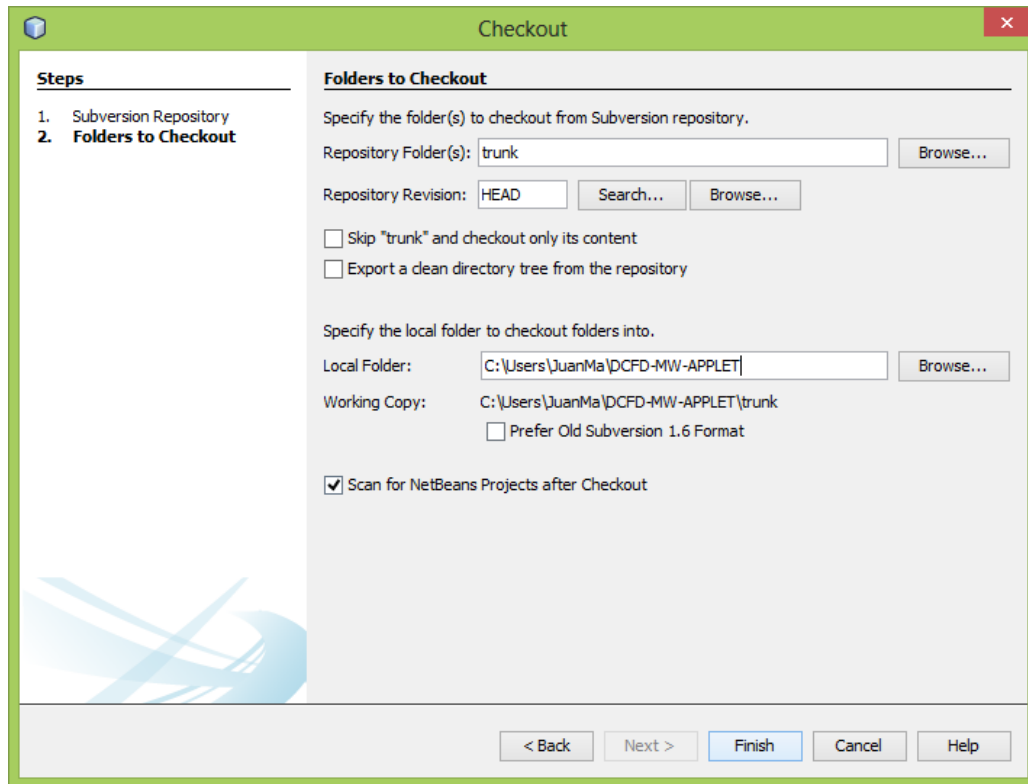 Checkout
Steps
1. Subversion Repository
2. Folders to Checkout
Folders to Checkout
Specify the folder(s) to checkout from Subversion repository.
Repository Folder(s): trunk Browse...
Repository Revision: HEAD Search... Browse...
Skip "trunk" and checkout only its content
Export a clean directory tree from the repository
Specify the local folder to checkout folders into.
Local Folder: C:\Users\JuanMa\DCFD-MW-APPLET Browse...
Working Copy: C:\Users\JuanMa\DCFD-MW-APPLET\trunk
Prefer Old Subversion 1.6 Format
Scan for NetBeans Projects after Checkout
< Back Next > Finish Cancel Help